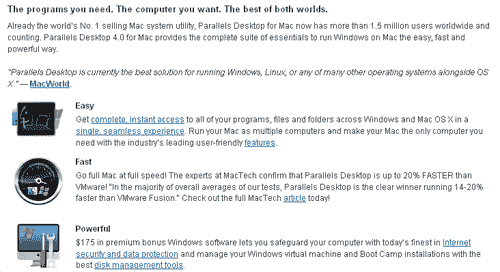 The programs you need. The computer you want. The best of both worlds.
Already the world's No. 1 selling Mac system utility, Parallels Desktop for Mac now has more than 1.5 million users worldwide and
counting. Parallels Desktop 4.0 for Mac provides the complete suite of essentials to run Windows on Mac the easy, fast and
powerful way.
"Parallels Desktop is currently the best solution for running Windows, Linux, or any of many other operating systems alongside OS
X." — MacWorld.
Easy
Get complete, instant access to all of your programs, files and folders across Windows and Mac OS X in a
single, seamless experience. Run your Mac as multiple computers and make your Mac the only computer you
need with the industry's leading user-friendly features.
Fast
Go full Mac at full speed! The experts at MacTech confirm that Parallels Desktop is up to 20% FASTER than
VMware! "In the majority of overall averages of our tests, Parallels Desktop is the clear winner running 14-20%
faster than VMware Fusion." Check out the full MacTech article today!
Powerful
$175 in premium bonus Windows software lets you safeguard your computer with today's finest in Internet
security and data protection and manage your Windows virtual machine and Boot Camp installations with the
best disk management tools.